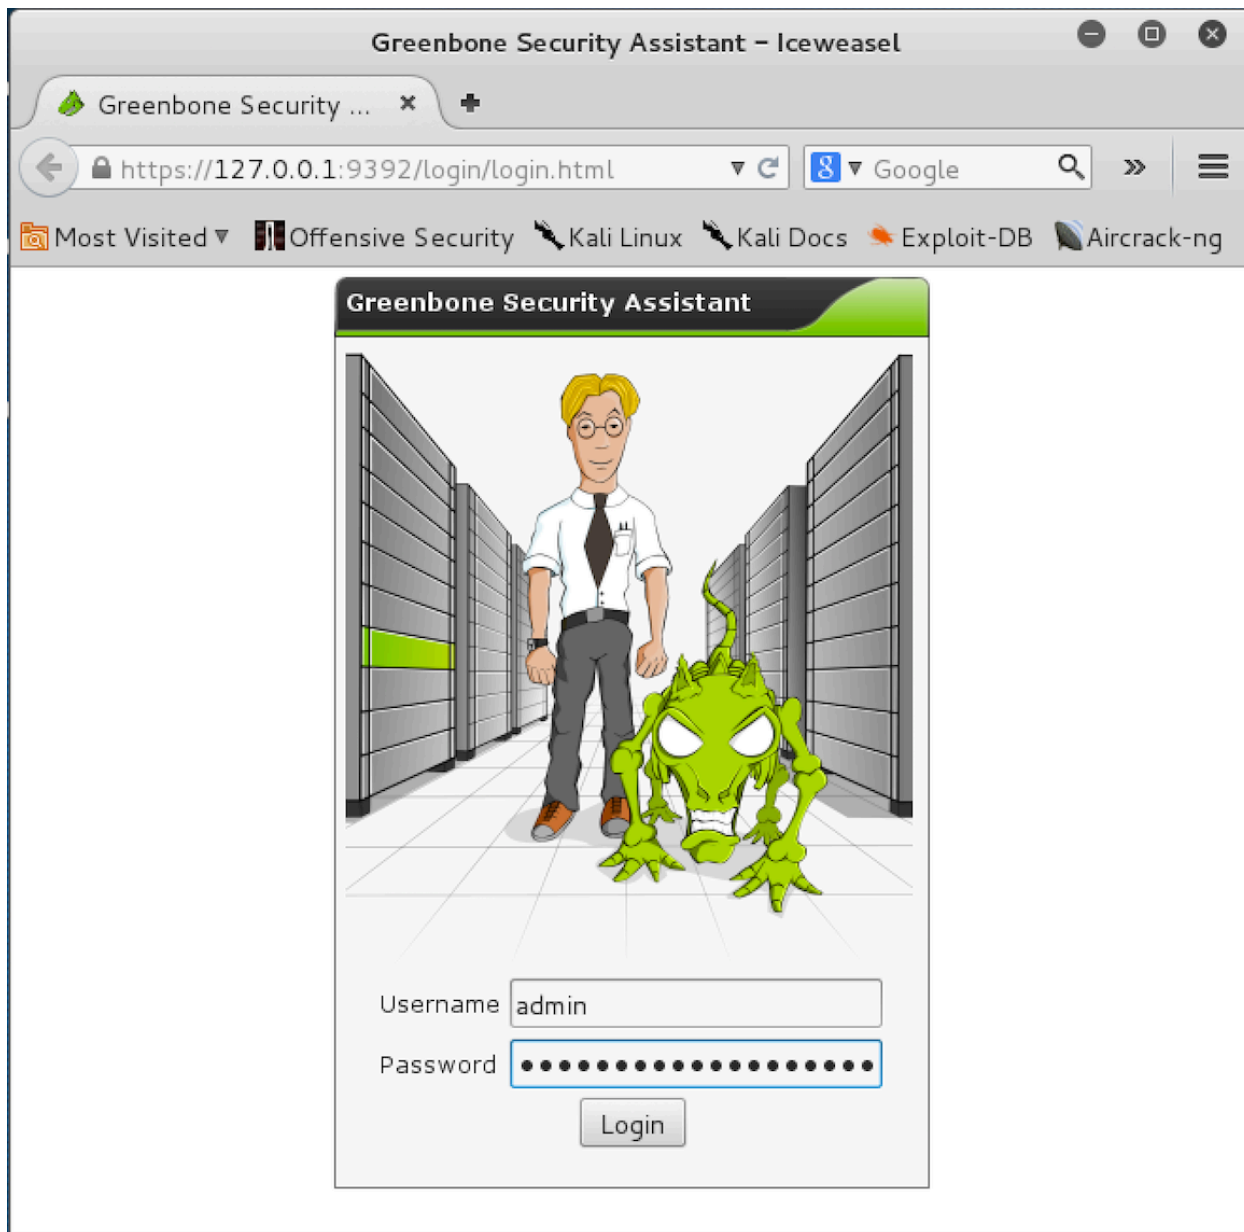 Greenbone Security Assistant - Iceweasel
Greenbone Security ...
https://127.0.0.1:9392/login/login.html
Google
Most Visited
Offensive Security
Kali Linux
Kali Docs
Exploit-DB
Aircrack-ng
Greenbone Security Assistant
Username admin
Password ●●●●●●●●●●●●●●●●●●●
Login